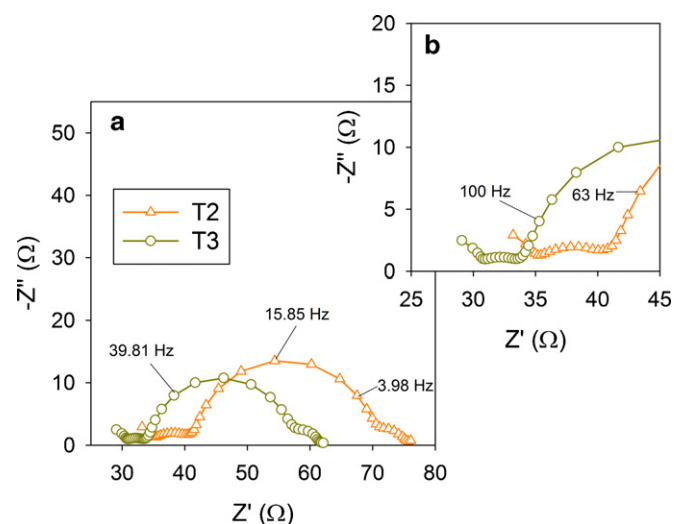 b
20
15
10
5
0
-Z" (Ω)
100 Hz
63 Hz
25 30 35 40 45
Z' (Ω)
a
50
40
30
20
10
0
-Z" (Ω)
T2
T3
15.85 Hz
39.81 Hz
3.98 Hz
30 40 50 60 70 80
Z' (Ω)